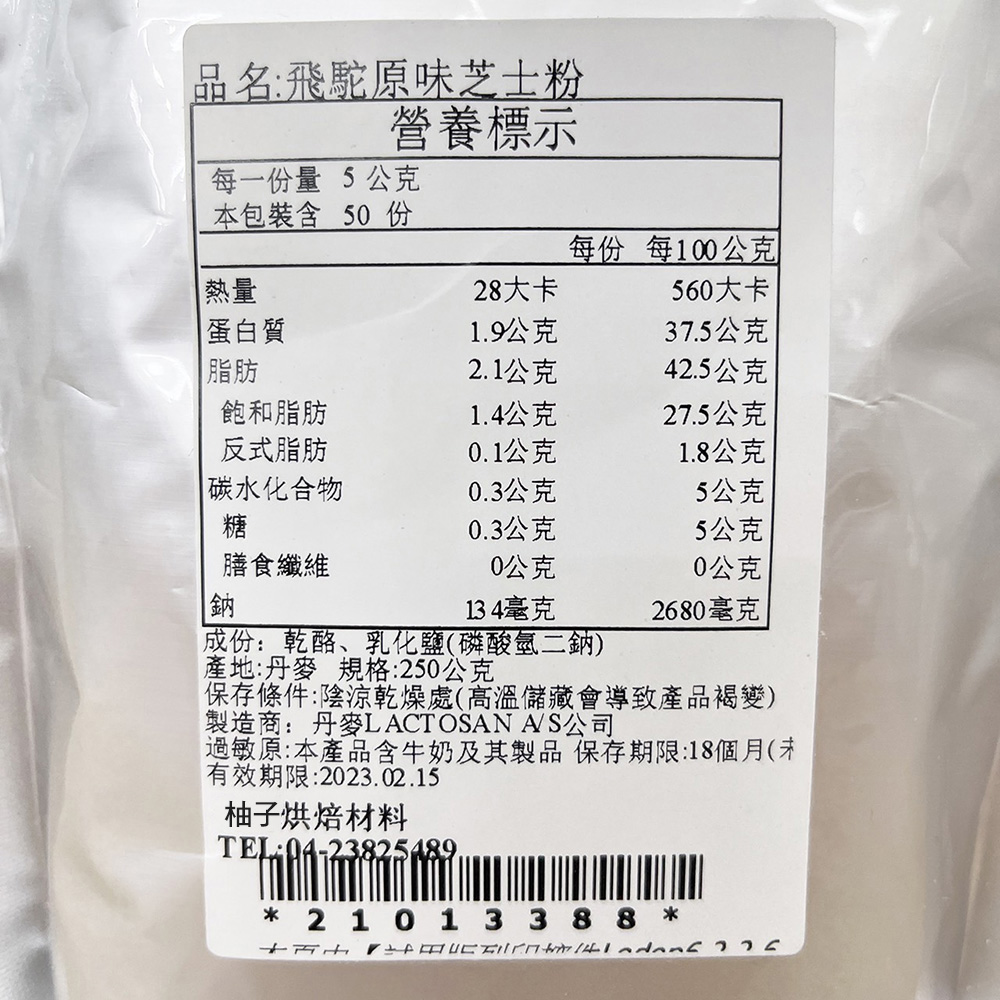 品名:飛駝原味芝士粉
營養標示
每一份量 5 公克
本包裝含 50 份
每份 每100公克
熱量 28大卡 560大卡
蛋白質 1.9公克 37.5公克
脂肪 2.1公克 42.5公克
飽和脂肪 1.4公克 27.5公克
反式脂肪 0.1公克 1.8公克
碳水化合物 0.3公克 5公克
糖 0.3公克 5公克
膳食纖維 0公克 0公克
鈉 134毫克 2680毫克
成份: 乾酪、乳化鹽(磷酸氫二鈉)
產地:丹麥 規格:250公克
保存條件:陰涼乾燥處(高溫儲藏會導致產品褐變)
製造商: 丹麥LACTOSAN A/S公司
過敏原:本產品含牛奶及其製品 保存期限:18個月(未
有效期限:2023.02.15
柚子烘焙材料
TEL:04-23825489
*21013388*